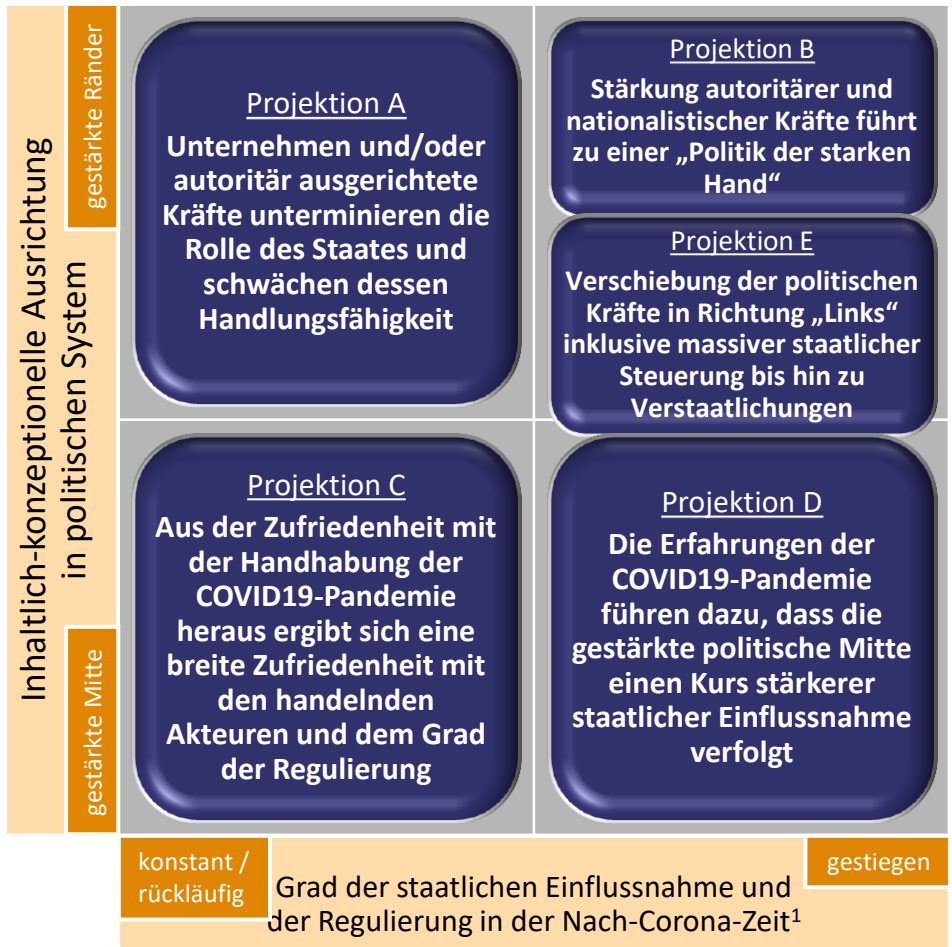 Inhaltlich-konzeptionelle Ausrichtung
in politischen System
gestärkte Ränder
gestärkte Mitte
Projektion A
Unternehmen und/oder
autoritär ausgerichtete
Kräfte unterminieren die
Rolle des Staates und
schwächen dessen
Handlungsfähigkeit
Projektion B
Stärkung autoritärer und
nationalistischer Kräfte führt
zu einer „Politik der starken
Hand“
Projektion E
Verschiebung der politischen
Kräfte in Richtung „Links“
inklusive massiver staatlicher
Steuerung bis hin zu
Verstaatlichungen
Projektion C
Aus der Zufriedenheit mit
der Handhabung der
COVID19-Pandemie
heraus ergibt sich eine
breite Zufriedenheit mit
den handelnden
Akteuren und dem Grad
der Regulierung
Projektion D
Die Erfahrungen der
COVID19-Pandemie
führen dazu, dass die
gestärkte politische Mitte
einen Kurs stärkerer
staatlicher Einflussnahme
verfolgt
konstant /
rückläufig
gestiegen
Grad der staatlichen Einflussnahme und
der Regulierung in der Nach-Corona-Zeit¹